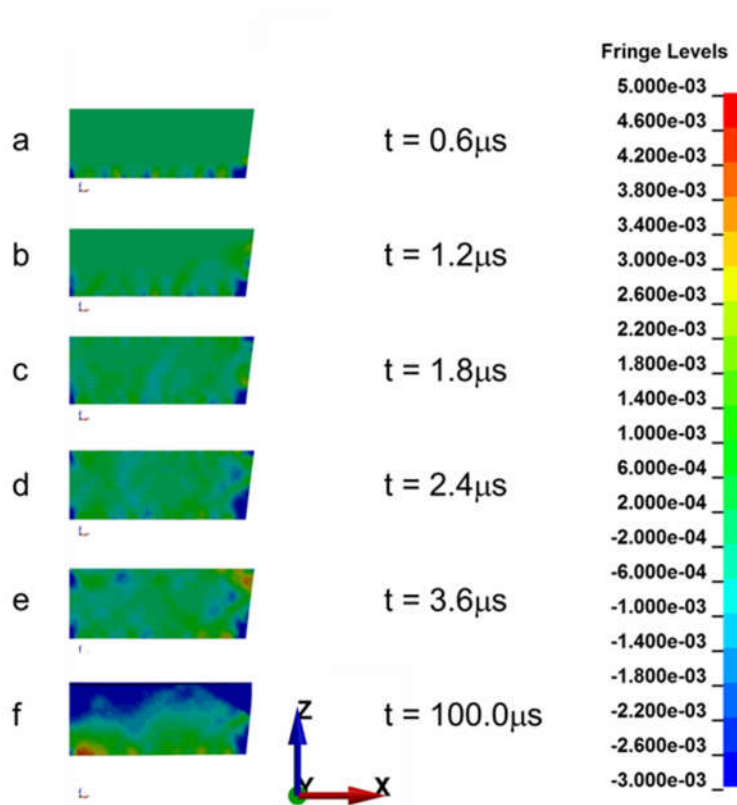 Fringe Levels
5.000e-03
4.600e-03
4.200e-03
3.800e-03
3.400e-03
3.000e-03
2.600e-03
2.200e-03
1.800e-03
1.400e-03
1.000e-03
6.000e-04
2.000e-04
-2.000e-04
-6.000e-04
-1.000e-03
-1.400e-03
-1.800e-03
-2.200e-03
-2.600e-03
-3.000e-03
a t = 0.6μs
b t = 1.2μs
c t = 1.8μs
d t = 2.4μs
e t = 3.6μs
f t = 100.0μs
Z
Y X